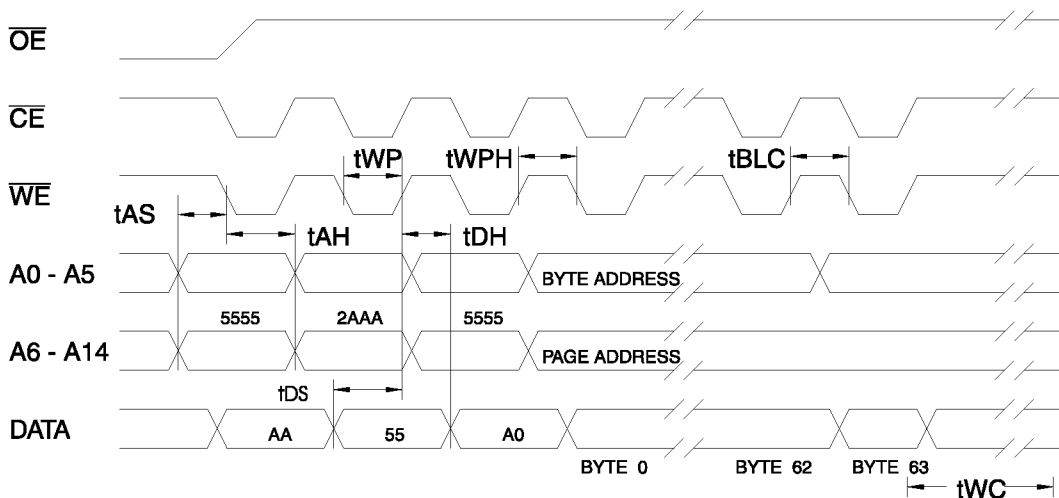 OE
CE
tWP
tWPH
tBLC
WE
tAS
tAH
tDH
A0 - A5
BYTE ADDRESS
5555
2AAA
5555
A6 - A14
PAGE ADDRESS
tDS
DATA
AA
55
A0
BYTE 0
BYTE 62
BYTE 63
tWC